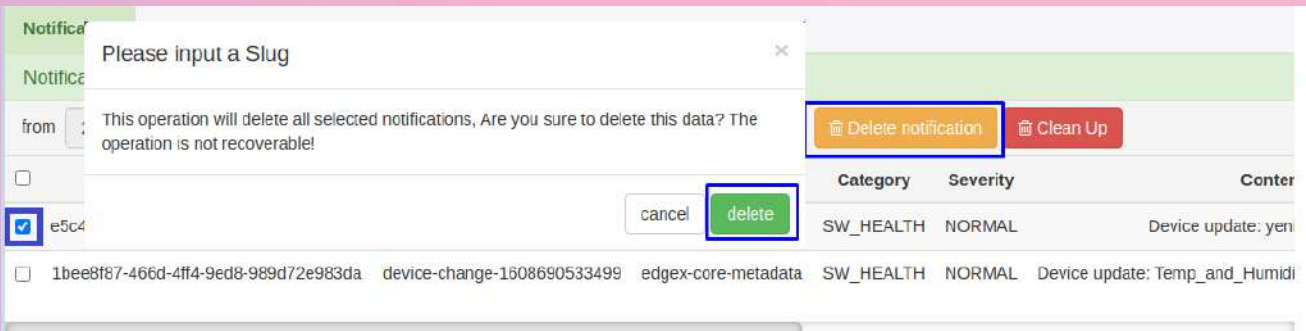 Notifica
Please input a Slug ×
Notifica
This operation will delete all selected notifications, Are you sure to delete this data? The
operation is not recoverable!
from Delete notification Clean Up
Category Severity Conten
cancel delete
e5c4 SW_HEALTH NORMAL Device update: yeni
1bee8f87-466d-4ff4-9ed8-989d72e983da device-change-1608690533499 edgex-core-metadata SW_HEALTH NORMAL Device update: Temp_and_Humidi